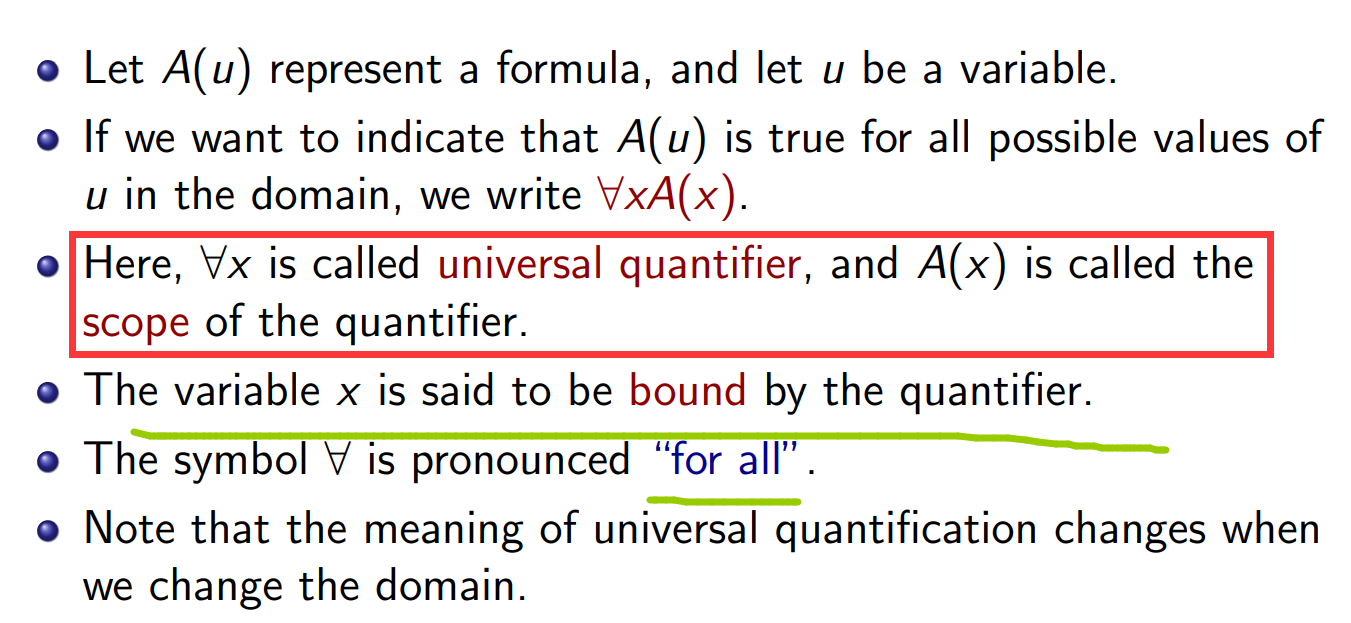 Let A(u) represent a formula, and let u be a variable.
If we want to indicate that A(u) is true for all possible values of
u in the domain, we write ∀xA(x).
Here, ∀x is called universal quantifier, and A(x) is called the
scope of the quantifier.
The variable x is said to be bound by the quantifier.
The symbol ∀ is pronounced “for all”.
Note that the meaning of universal quantification changes when
we change the domain.